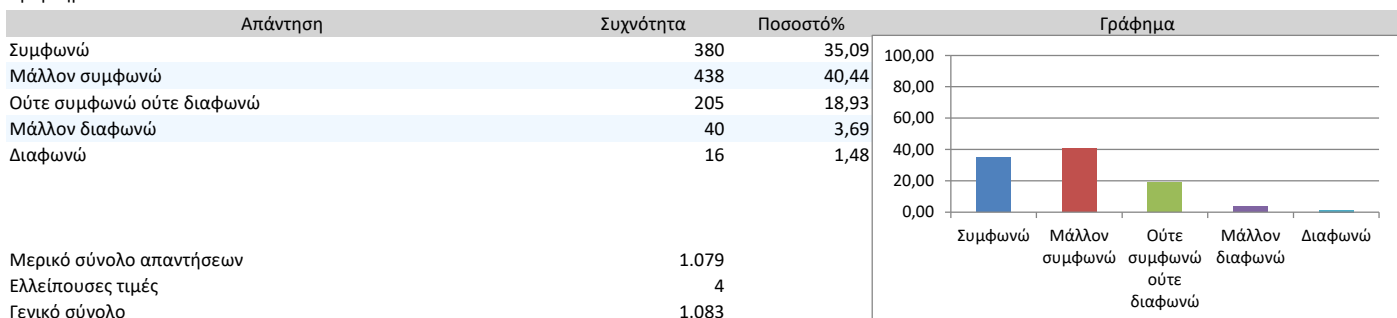 Απάντηση Συχνότητα Ποσοστό% Γράφημα
Συμφωνώ 380 35,09
Μάλλον συμφωνώ 438 40,44
Ούτε συμφωνώ ούτε διαφωνώ 205 18,93
Μάλλον διαφωνώ 40 3,69
Διαφωνώ 16 1,48
Μερικό σύνολο απαντήσεων 1.079
Ελλείπουσες τιμές 4
Γενικό σύνολο 1.083
100,00
80,00
60,00
40,00
20,00
0,00
Συμφωνώ Μάλλον Ούτε Μάλλον Διαφωνώ
συμφωνώ συμφωνώ διαφωνώ
ούτε
διαφωνώ